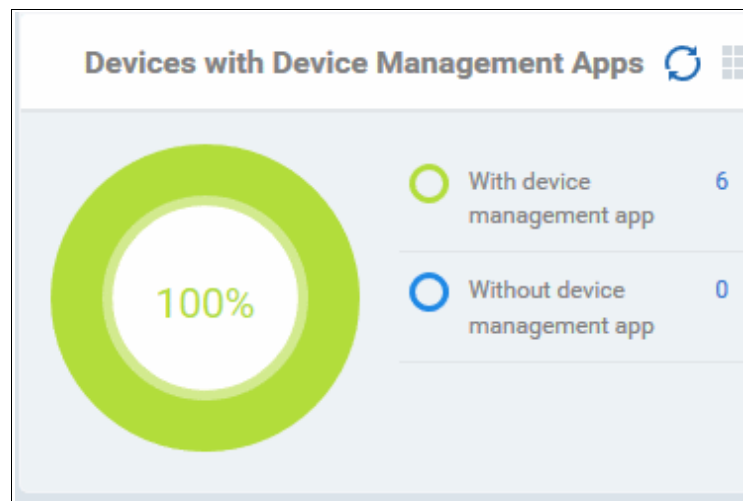 Devices with Device Management Apps
With device 6
management app
100%
Without device 0
management app